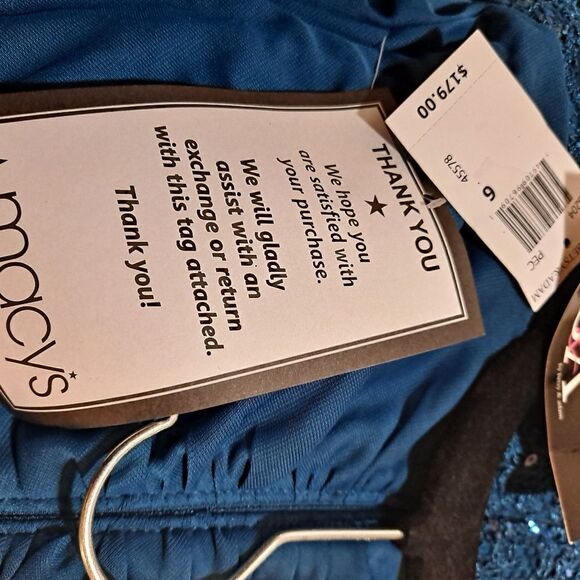 THANK YOU
We hope you
are satisfied with
your purchase.
We will gladly
assist with an
exchange or return
with this tag attached.
Thank you!
macy's
$179.00
45578
6
PEC